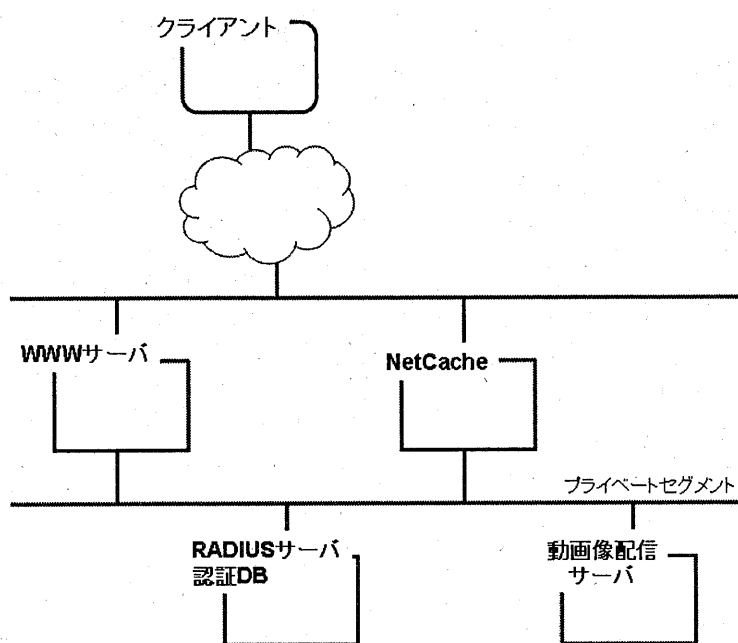 クライアント
WWWサーバ
NetCache
プライベートセグメント
RADIUSサーバ
認証DB
動画像配信
サーバ